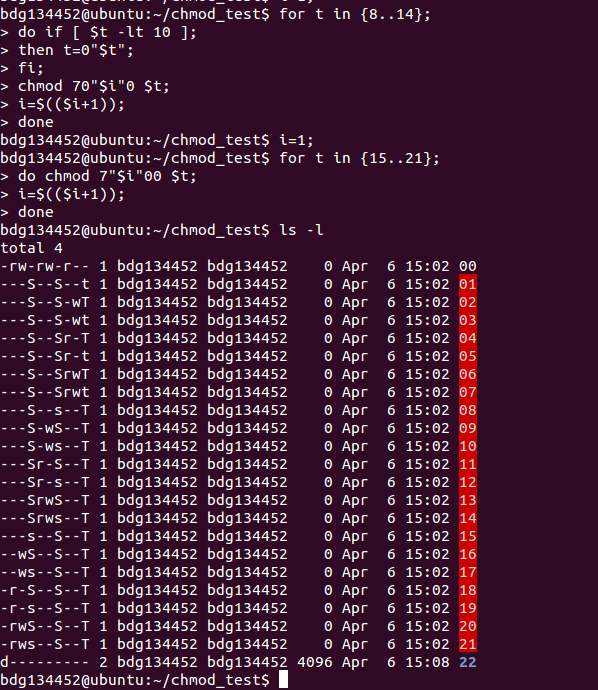 bdg134452@ubuntu:~/chmod_test$ for t in {8..14};
> do if [ $t -lt 10 ];
> then t=0"$t";
> fi;
> chmod 70"$i"0 $t;
> i=$(($i+1));
> done
bdg134452@ubuntu:~/chmod_test$ i=1;
bdg134452@ubuntu:~/chmod_test$ for t in {15..21};
> do chmod 7"$i"00 $t;
> i=$(($i+1));
> done
bdg134452@ubuntu:~/chmod_test$ ls -l
total 4
-rw-rw-r-- 1 bdg134452 bdg134452    0 Apr  6 15:02 00
---S--S--t 1 bdg134452 bdg134452    0 Apr  6 15:02 01
---S--S-wT 1 bdg134452 bdg134452    0 Apr  6 15:02 02
---S--S-wt 1 bdg134452 bdg134452    0 Apr  6 15:02 03
---S--Sr-T 1 bdg134452 bdg134452    0 Apr  6 15:02 04
---S--Sr-t 1 bdg134452 bdg134452    0 Apr  6 15:02 05
---S--SrwT 1 bdg134452 bdg134452    0 Apr  6 15:02 06
---S--Srwt 1 bdg134452 bdg134452    0 Apr  6 15:02 07
---S--s--T 1 bdg134452 bdg134452    0 Apr  6 15:02 08
---S-wS--T 1 bdg134452 bdg134452    0 Apr  6 15:02 09
---S-ws--T 1 bdg134452 bdg134452    0 Apr  6 15:02 10
---Sr-S--T 1 bdg134452 bdg134452    0 Apr  6 15:02 11
---Sr-s--T 1 bdg134452 bdg134452    0 Apr  6 15:02 12
---SrwS--T 1 bdg134452 bdg134452    0 Apr  6 15:02 13
---Srws--T 1 bdg134452 bdg134452    0 Apr  6 15:02 14
---s--S--T 1 bdg134452 bdg134452    0 Apr  6 15:02 15
--wS--S--T 1 bdg134452 bdg134452    0 Apr  6 15:02 16
--ws--S--T 1 bdg134452 bdg134452    0 Apr  6 15:02 17
-r-S--S--T 1 bdg134452 bdg134452    0 Apr  6 15:02 18
-r-s--S--T 1 bdg134452 bdg134452    0 Apr  6 15:02 19
-rwS--S--T 1 bdg134452 bdg134452    0 Apr  6 15:02 20
-rws--S--T 1 bdg134452 bdg134452    0 Apr  6 15:02 21
d--------- 2 bdg134452 bdg134452 4096 Apr  6 15:08 22
bdg134452@ubuntu:~/chmod_test$